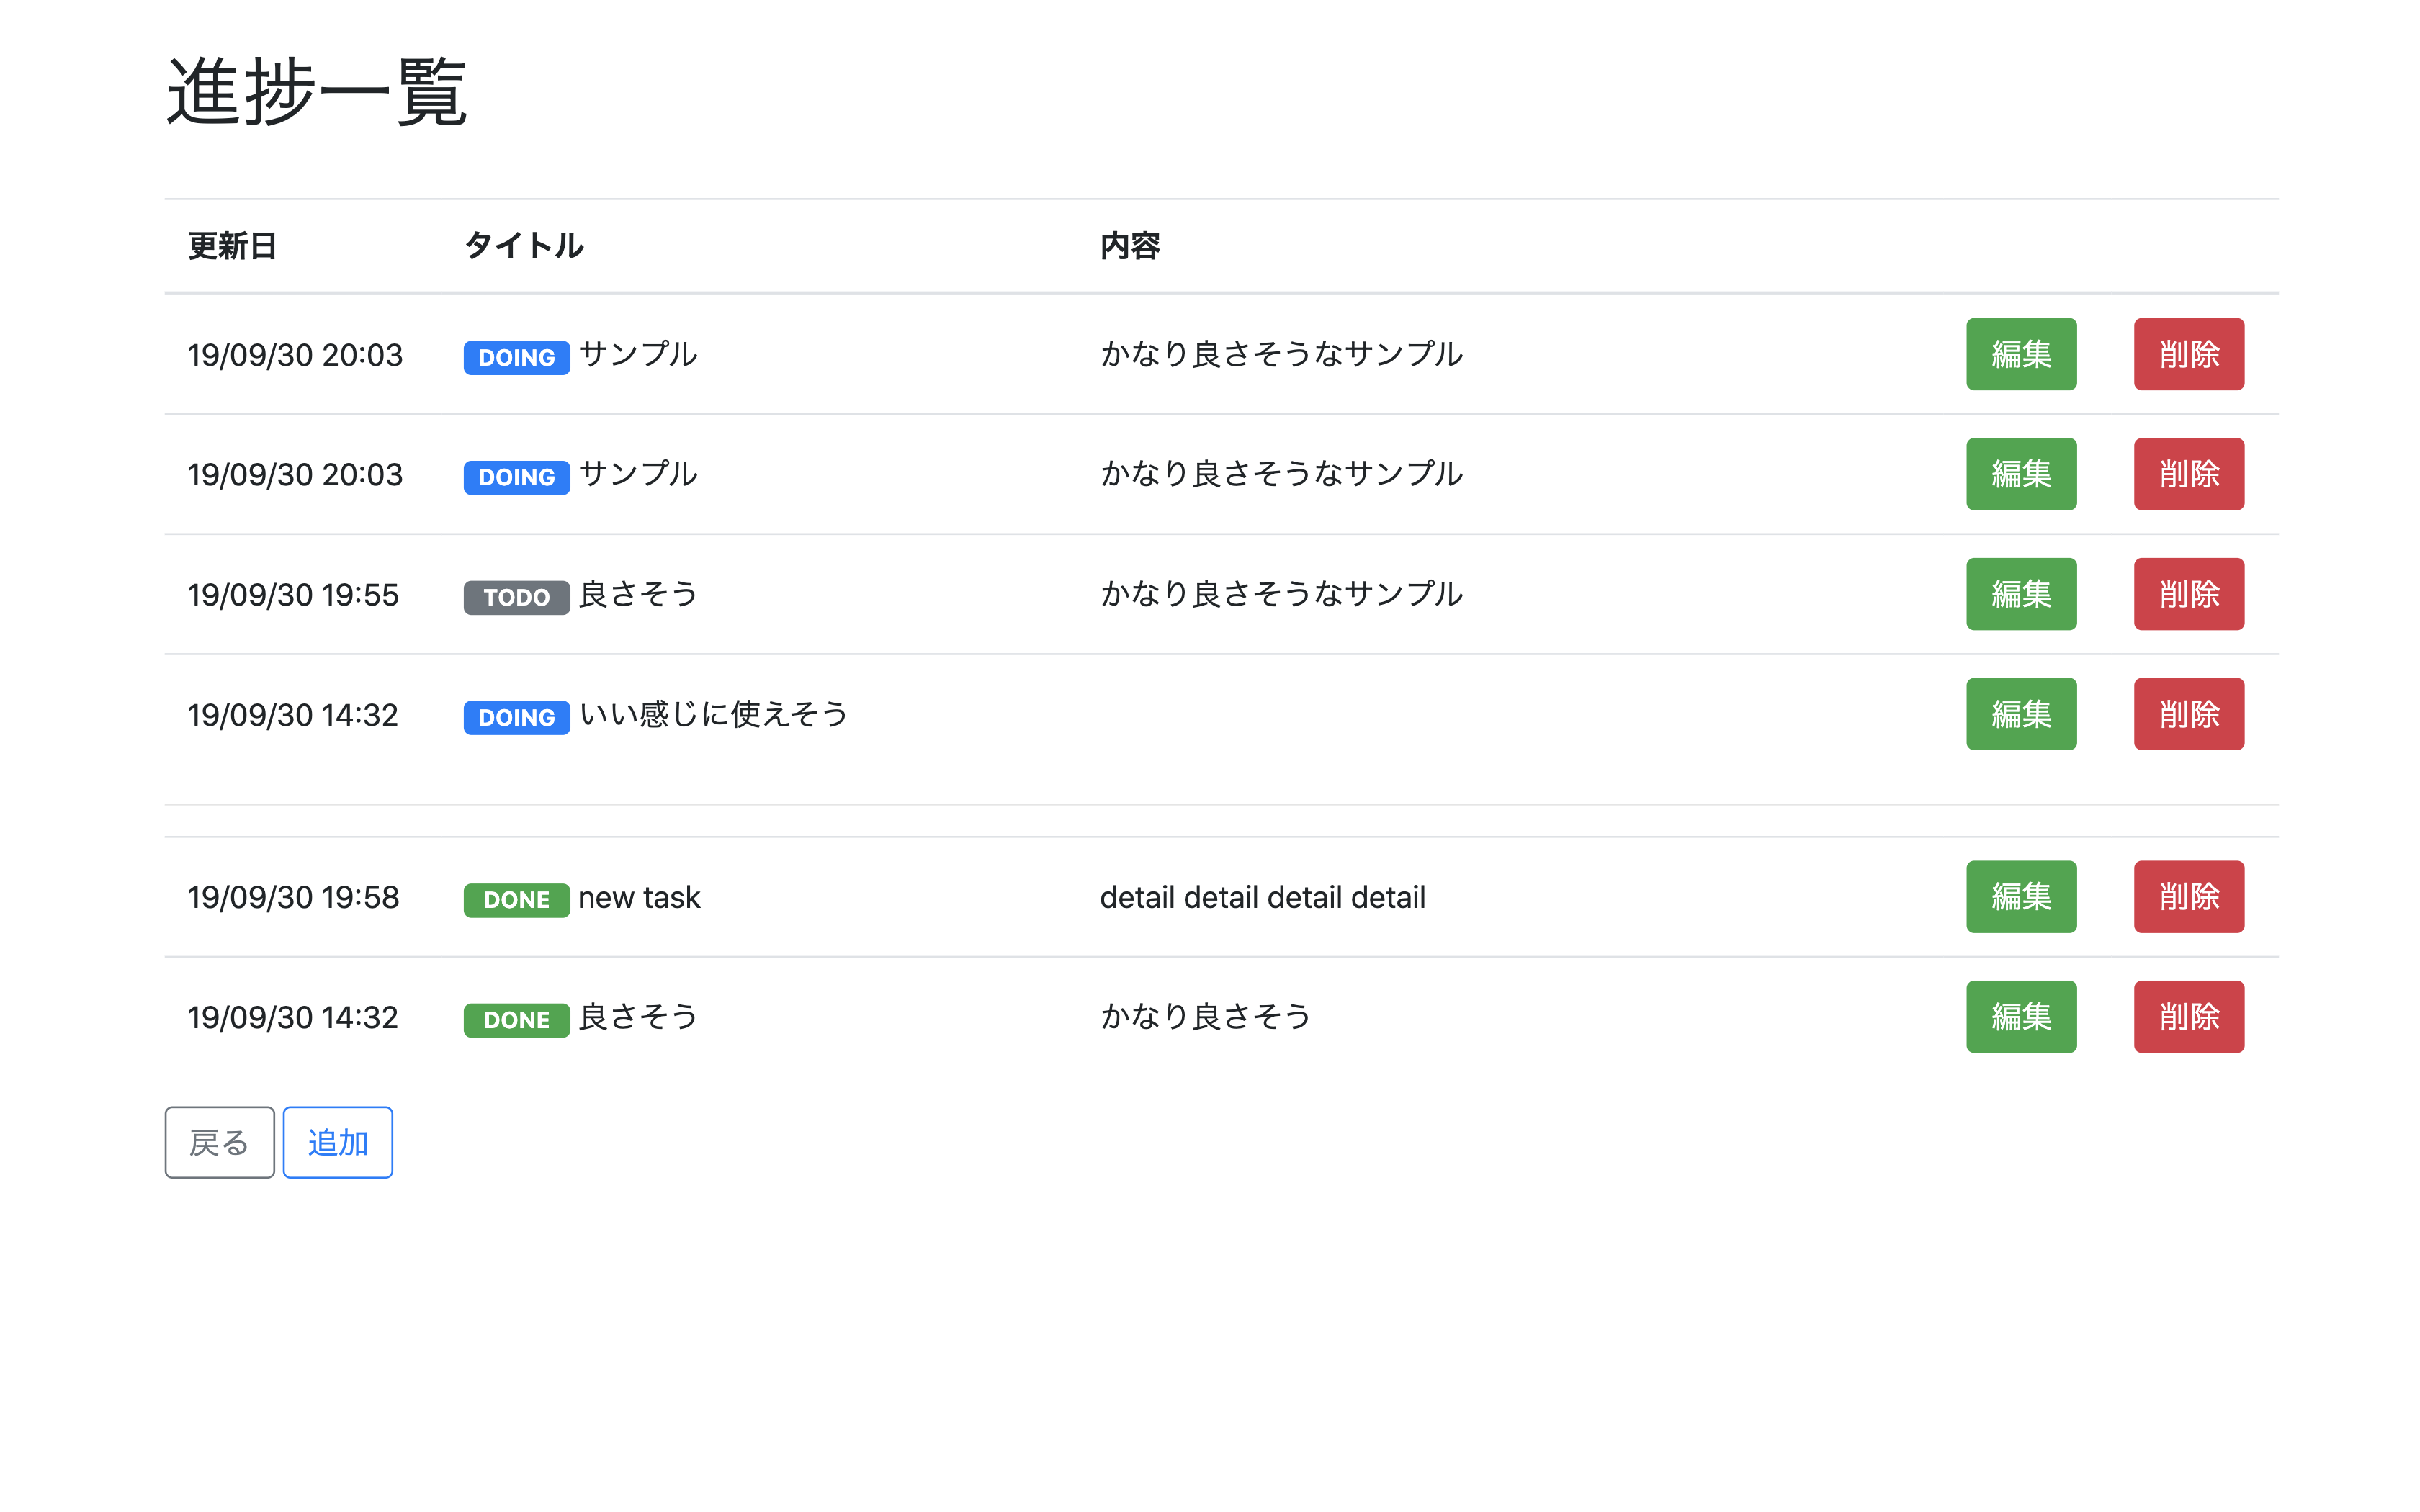 進捗一覧
更新日 タイトル 内容
19/09/30 20:03 DOING サンプル かなり良さそうなサンプル 編集 削除
19/09/30 20:03 DOING サンプル かなり良さそうなサンプル 編集 削除
19/09/30 19:55 TODO 良さそう かなり良さそうなサンプル 編集 削除
19/09/30 14:32 DOING いい感じに使えそう 編集 削除
19/09/30 19:58 DONE new task detail detail detail detail 編集 削除
19/09/30 14:32 DONE 良さそう かなり良さそう 編集 削除
戻る 追加